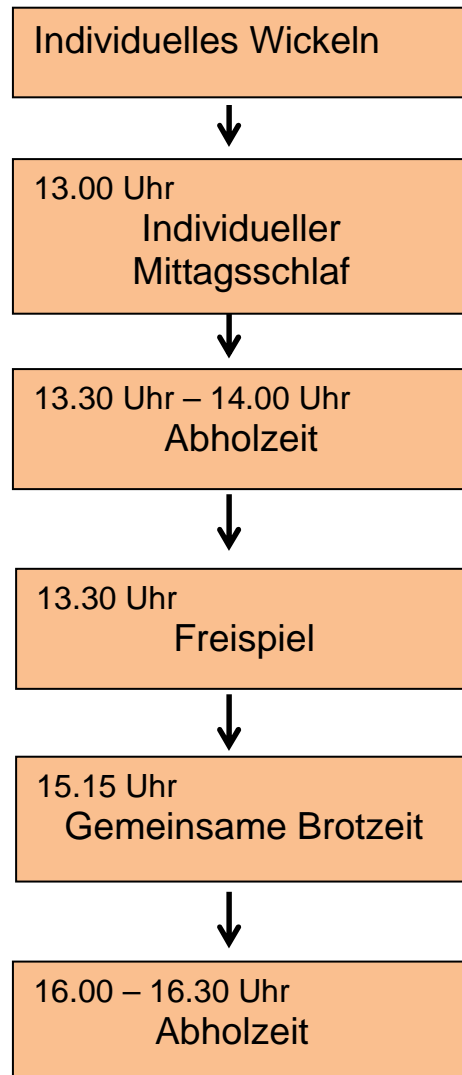 Individuelles Wickeln
13.00 Uhr
Individueller
Mittagsschlaf
13.30 Uhr – 14.00 Uhr
Abholzeit
13.30 Uhr
Freispiel
15.15 Uhr
Gemeinsame Brotzeit
16.00 – 16.30 Uhr
Abholzeit